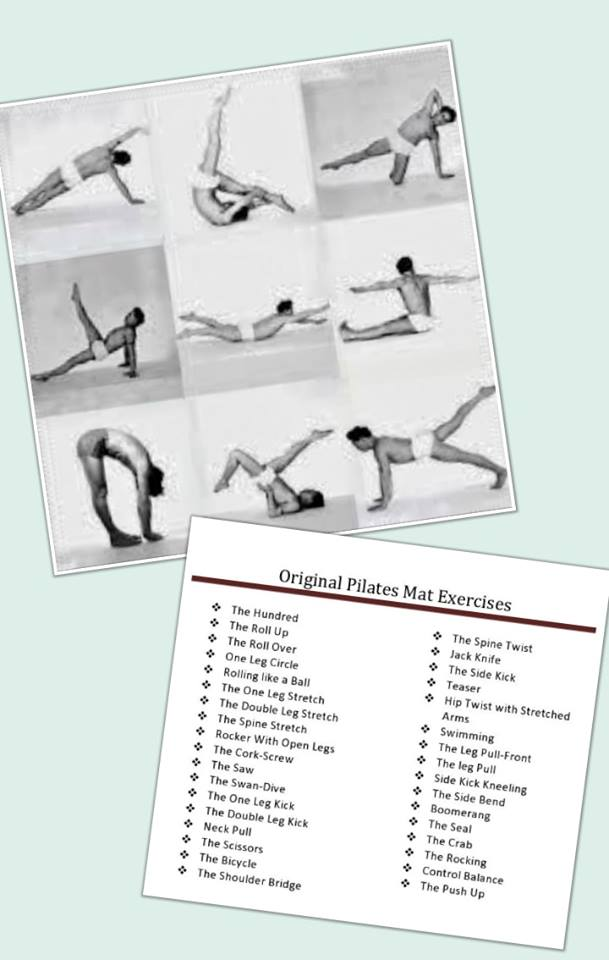 Original Pilates Mat Exercises
The Hundred
The Roll Up
The Roll Over
One Leg Circle
Rolling like a Ball
The One Leg Stretch
The Double Leg Stretch
The Spine Stretch
Rocker With Open Legs
The Cork-Screw
The Saw
The Swan-Dive
The One Leg Kick
The Double Leg Kick
Neck Pull
The Scissors
The Bicycle
The Shoulder Bridge
The Spine Twist
Jack Knife
The Side Kick
Teaser
Hip Twist with Stretched
Arms
Swimming
The Leg Pull-Front
The leg Pull
Side Kick Kneeling
The Side Bend
Boomerang
The Seal
The Crab
The Rocking
Control Balance
The Push Up